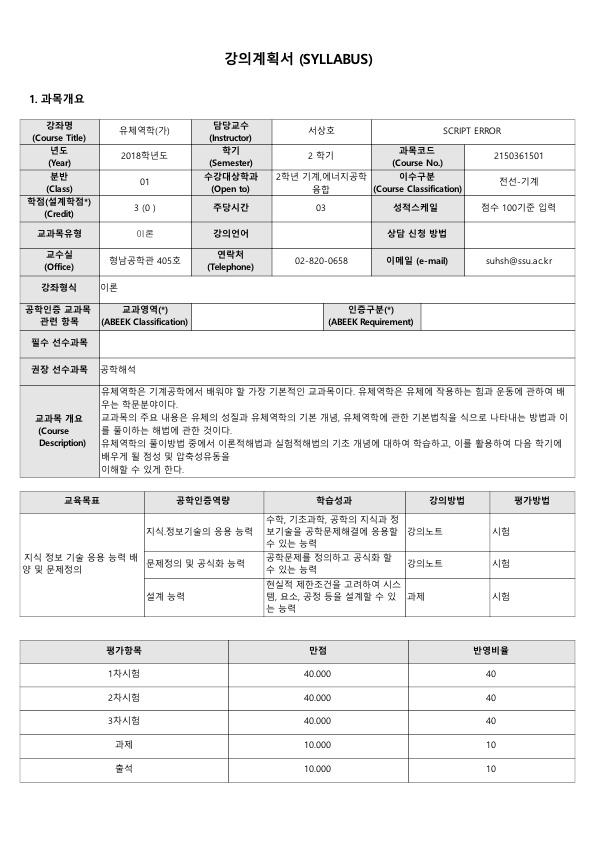 강의계획서 (SYLLABUS)
1. 과목개요
강좌명 (Course Title) 유체역학(가) 담당교수 (Instructor) 서상호 SCRIPT ERROR
년도 (Year) 2018학년도 학기 (Semester) 2 학기 과목코드 (Course No.) 2150361501
분반 (Class) 01 수강대상학과 (Open to) 2학년 기계,에너지공학융합 이수구분 (Course Classification) 전선-기계
학점(설계학점*) (Credit) 3 (0 ) 주당시간 03 성적스케일 점수 100기준 입력
교과목유형 이론 강의언어 상담 신청 방법
교수실 (Office) 형남공학관 405호 연락처 (Telephone) 02-820-0658 이메일 (e-mail) suhsh@ssu.ac.kr
강좌형식 이론
공학인증 교과목 관련 항목 교과영역(*) (ABEEK Classification) 인증구분(*) (ABEEK Requirement)
필수 선수과목
권장 선수과목 공학해석
교과목 개요 (Course Description)
유체역학은 기계공학에서 배워야 할 가장 기본적인 교과목이다. 유체역학은 유체에 작용하는 힘과 운동에 관하여 배
우는 학문분야이다.
교과목의 주요 내용은 유체의 성질과 유체역학의 기본 개념, 유체역학에 관한 기본법칙을 식으로 나타내는 방법과 이
를 풀이하는 해법에 관한 것이다.
유체역학의 풀이방법 중에서 이론적해법과 실험적해법의 기초 개념에 대하여 학습하고, 이를 활용하여 다음 학기에
배우게 될 점성 및 압축성유동을
이해할 수 있게 한다.
교육목표 공학인증역량 학습성과 강의방법 평가방법
지식 정보 기술 응용 능력 배
양 및 문제정의
지식.정보기술의 응용 능력
수학, 기초과학, 공학의 지식과 정
보기술을 공학문제해결에 응용할
수 있는 능력
강의노트 시험
문제정의 및 공식화 능력
공학문제를 정의하고 공식화 할
수 있는 능력
강의노트 시험
설계 능력
현실적 제한조건을 고려하여 시스
템, 요소, 공정 등을 설계할 수 있
는 능력
과제 시험
평가항목 만점 반영비율
1차시험 40.000 40
2차시험 40.000 40
3차시험 40.000 40
과제 10.000 10
출석 10.000 10